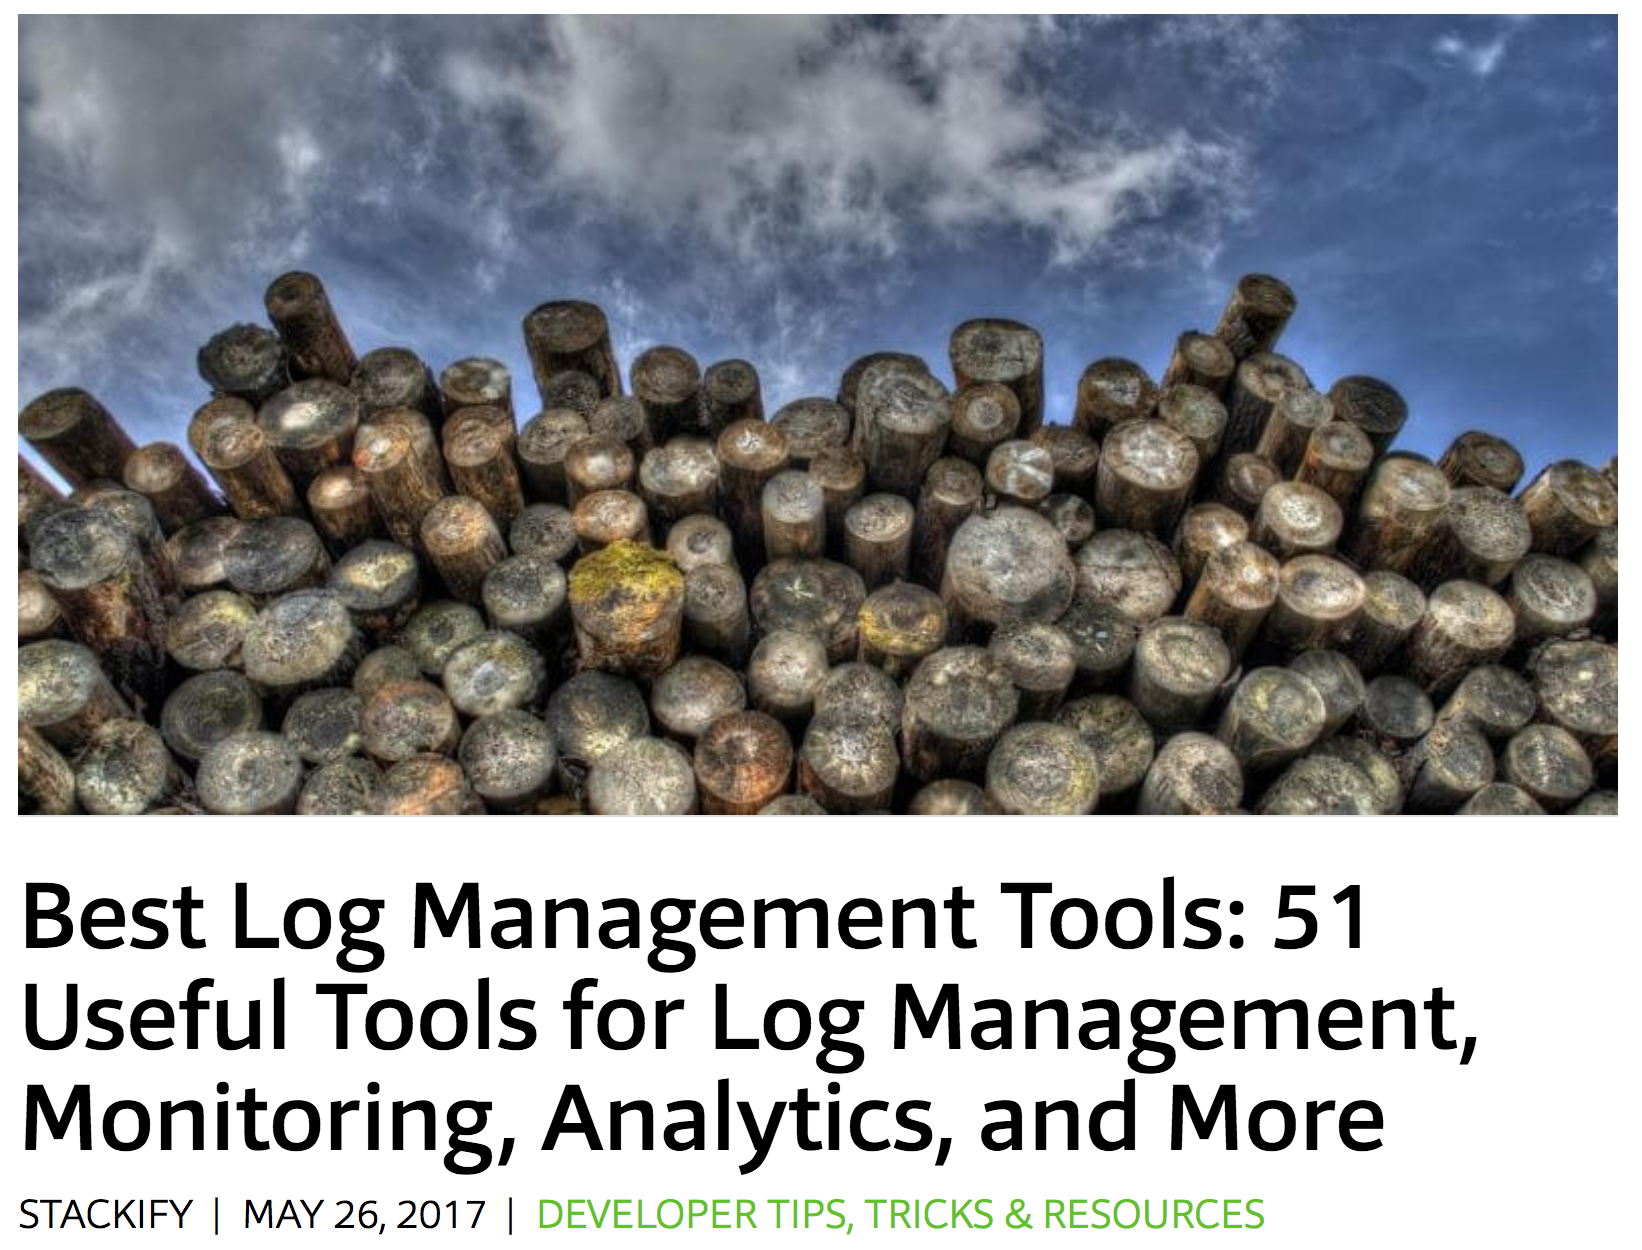 Best Log Management Tools: 51
Useful Tools for Log Management,
Monitoring, Analytics, and More
STACKIFY | MAY 26, 2017 | DEVELOPER TIPS, TRICKS & RESOURCES